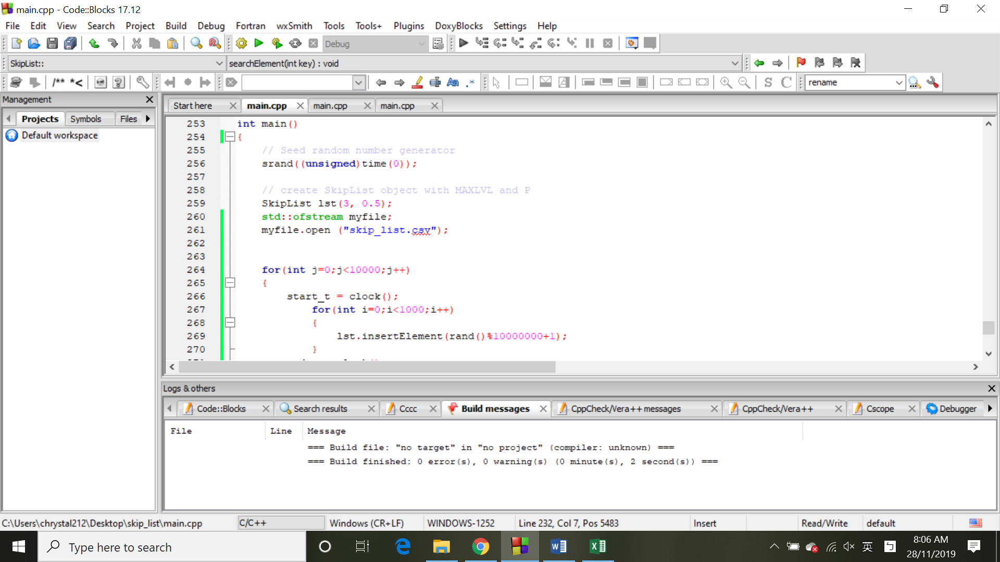 main.cpp - Code::Blocks 17.12
File Edit View Search Project Build Debug Fortran wxSmith Tools Tools+ Plugins DoxyBlocks Settings Help
Debug
SkipList:: searchElement(int key) : void
/** *< Aa .* S C rename
Management
Start here main.cpp main.cpp main.cpp
Projects Symbols Files
Default workspace
253 int main()
254 {
255 // Seed random number generator
256 srand((unsigned)time(0));
257
258 // create SkipList object with MAXLVL and P
259 SkipList lst(3, 0.5);
260 std::ofstream myfile;
261 myfile.open ("skip_list.csv");
262
263
264 for(int j=0;j<10000;j++)
265 {
266 start_t = clock();
267 for(int i=0;i<1000;i++)
268 {
269 lst.insertElement(rand()%10000000+1);
270 }
Logs & others
Code::Blocks Search results Cccc Build messages CppCheck/Vera++ messages CppCheck/Vera++ Cscope Debugger
File Line Message
=== Build file: "no target" in "no project" (compiler: unknown) ===
=== Build finished: 0 error(s), 0 warning(s) (0 minute(s), 2 second(s)) ===
C:\Users\chrystal212\Desktop\skip_list\main.cpp C/C++ Windows (CR+LF) WINDOWS-1252 Line 232, Col 7, Pos 5483 Insert Read/Write default
Type here to search
英
8:06 AM
28/11/2019